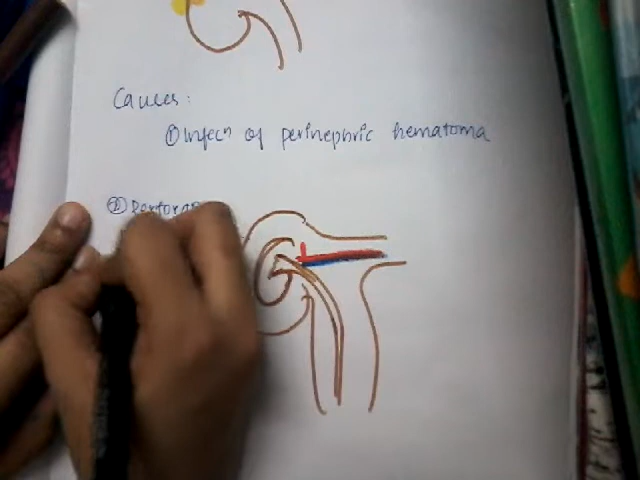 Causes:
① Infecn of perinephric hematoma
②